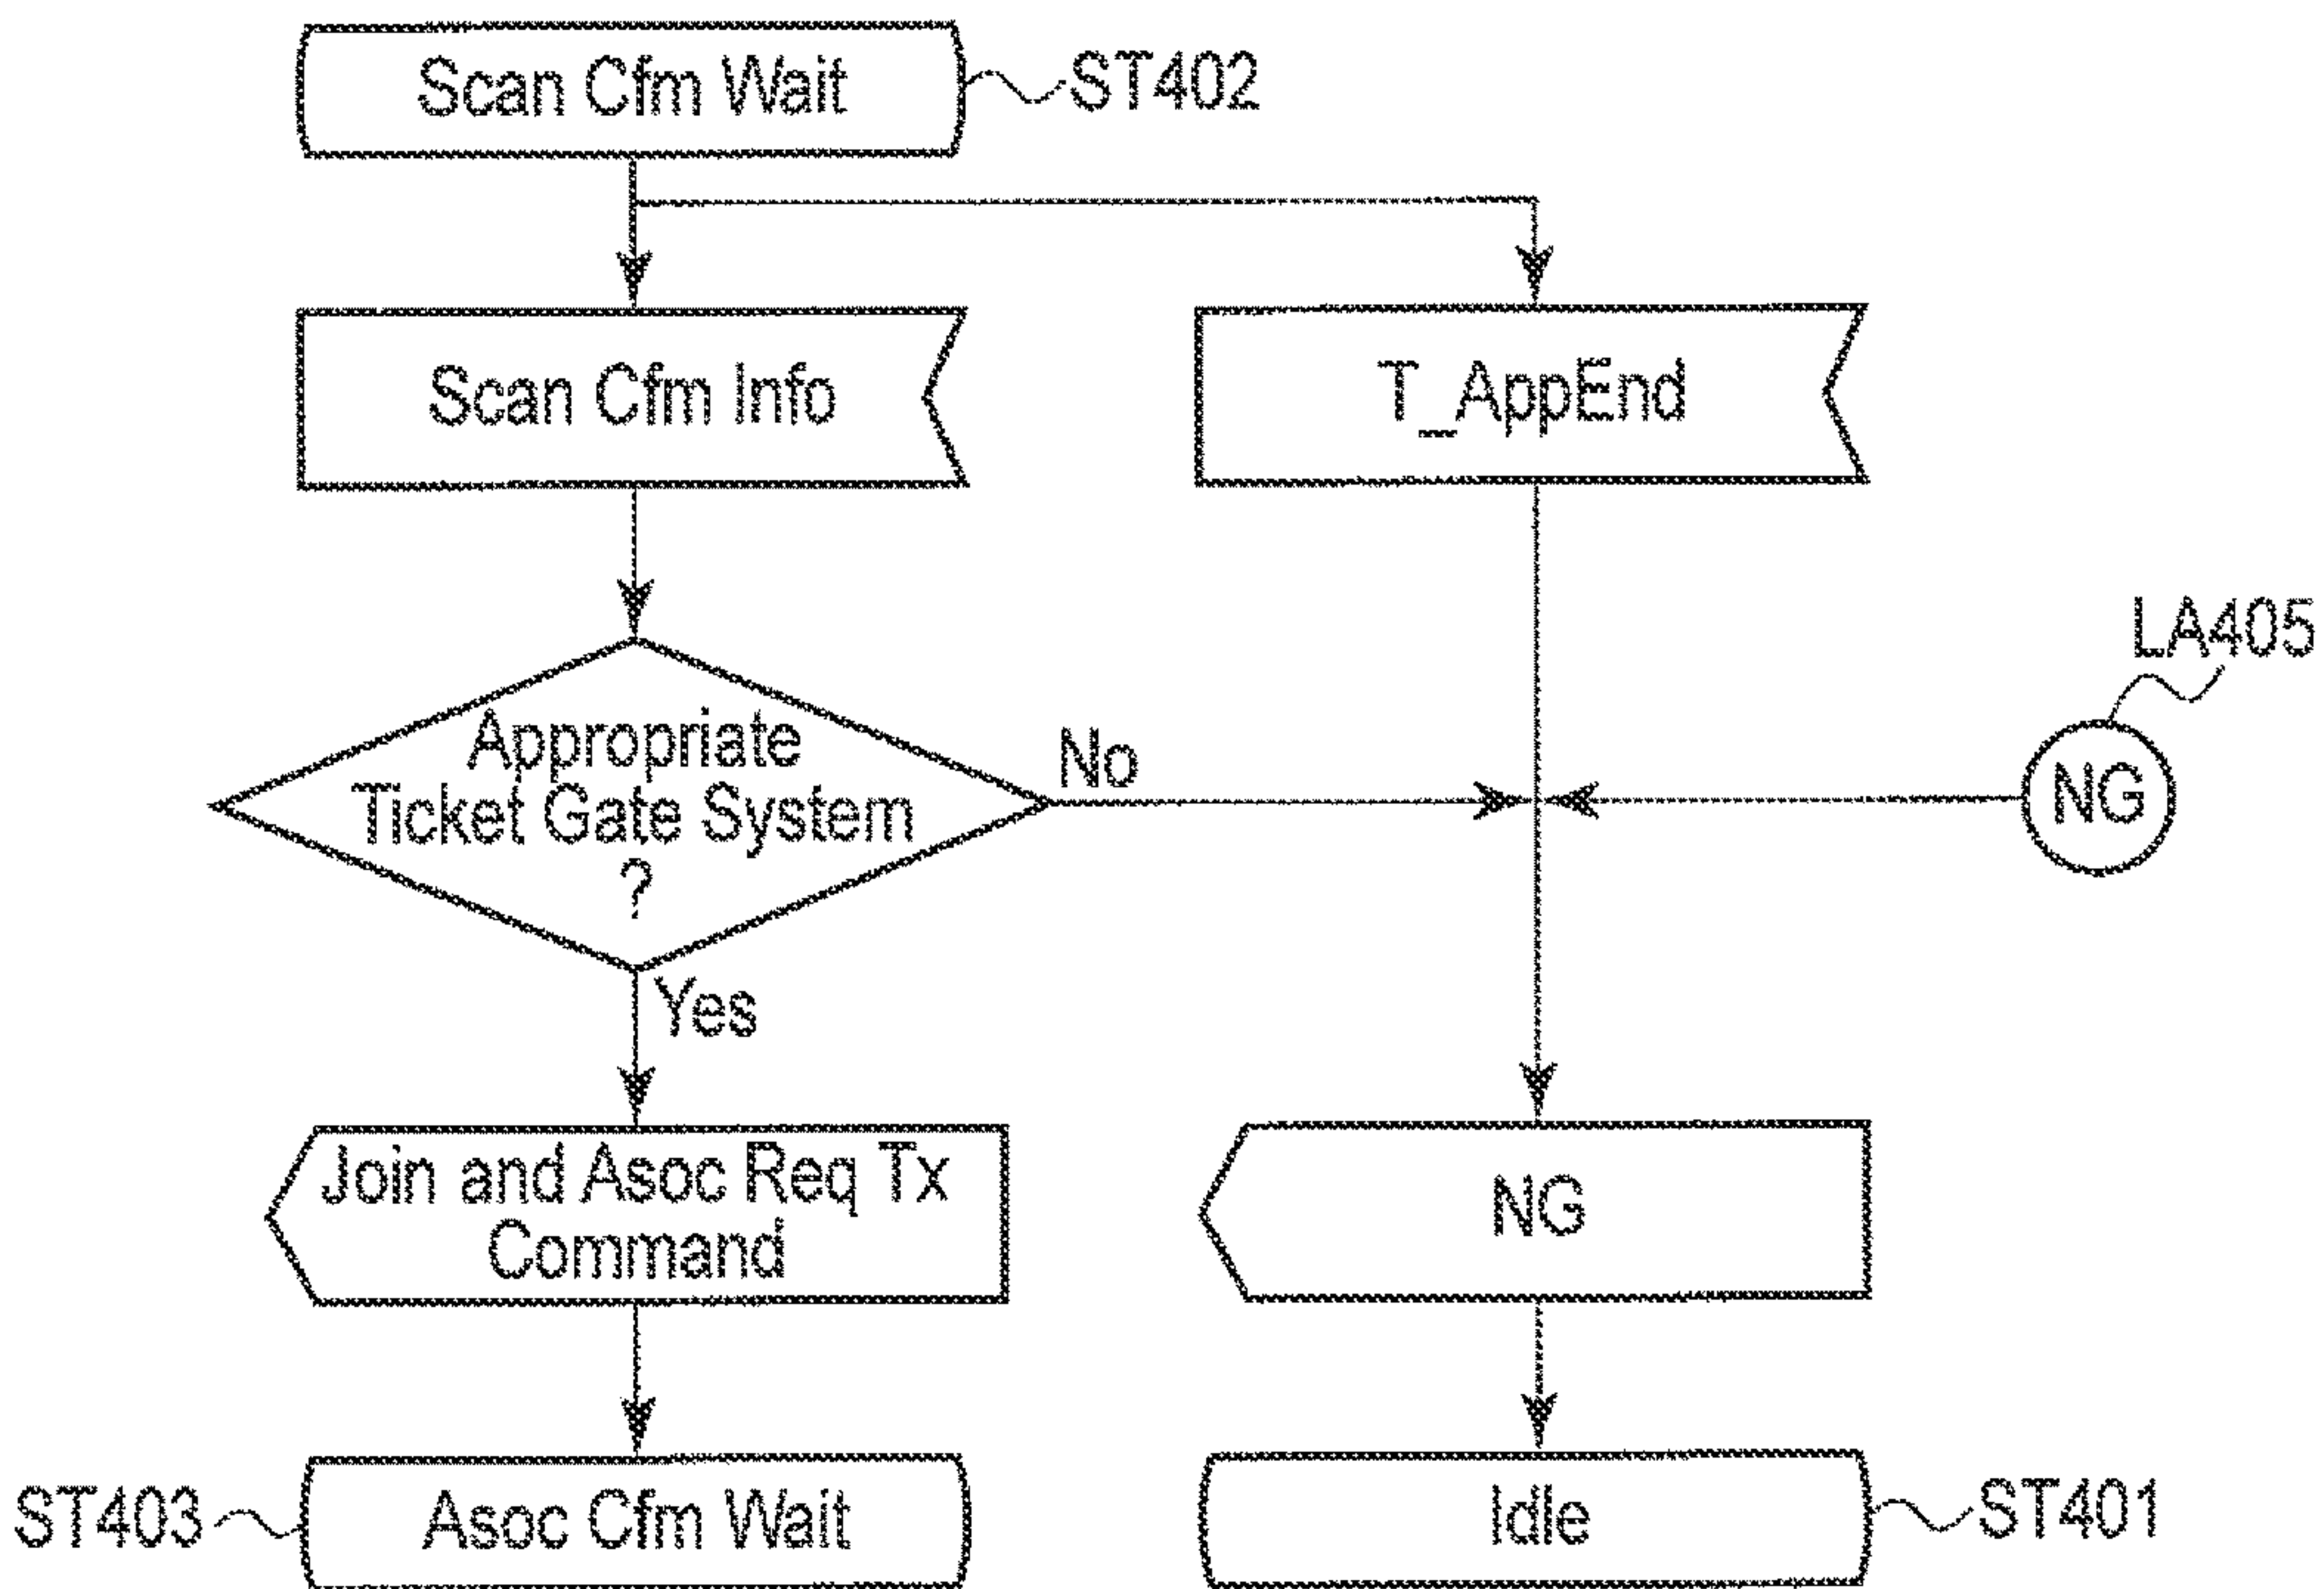 Scan Cfm Wait
ST402
Scan Cfm Info
T_AppEnd
LA405
Appropriate
Ticket Gate System
?
No
NG
Yes
Join and Asoc Req Tx
Command
NG
ST403
Asoc Cfm Wait
Idle
ST401